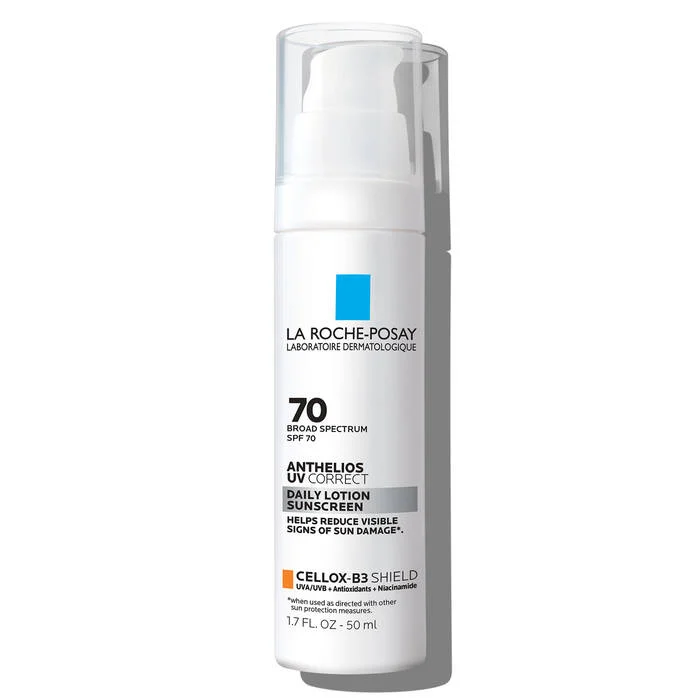 LA ROCHE-POSAY
LABORATOIRE DERMATOLOGIQUE
70
BROAD SPECTRUM
SPF 70
ANTHELIOS
UV CORRECT
DAILY LOTION
SUNSCREEN
HELPS REDUCE VISIBLE
SIGNS OF SUN DAMAGE*.
CELLOX-B3 SHIELD
UVA/UVB + Antioxidants + Niacinamide
*when used as directed with other
sun protection measures.
1.7 FL. OZ - 50 ml